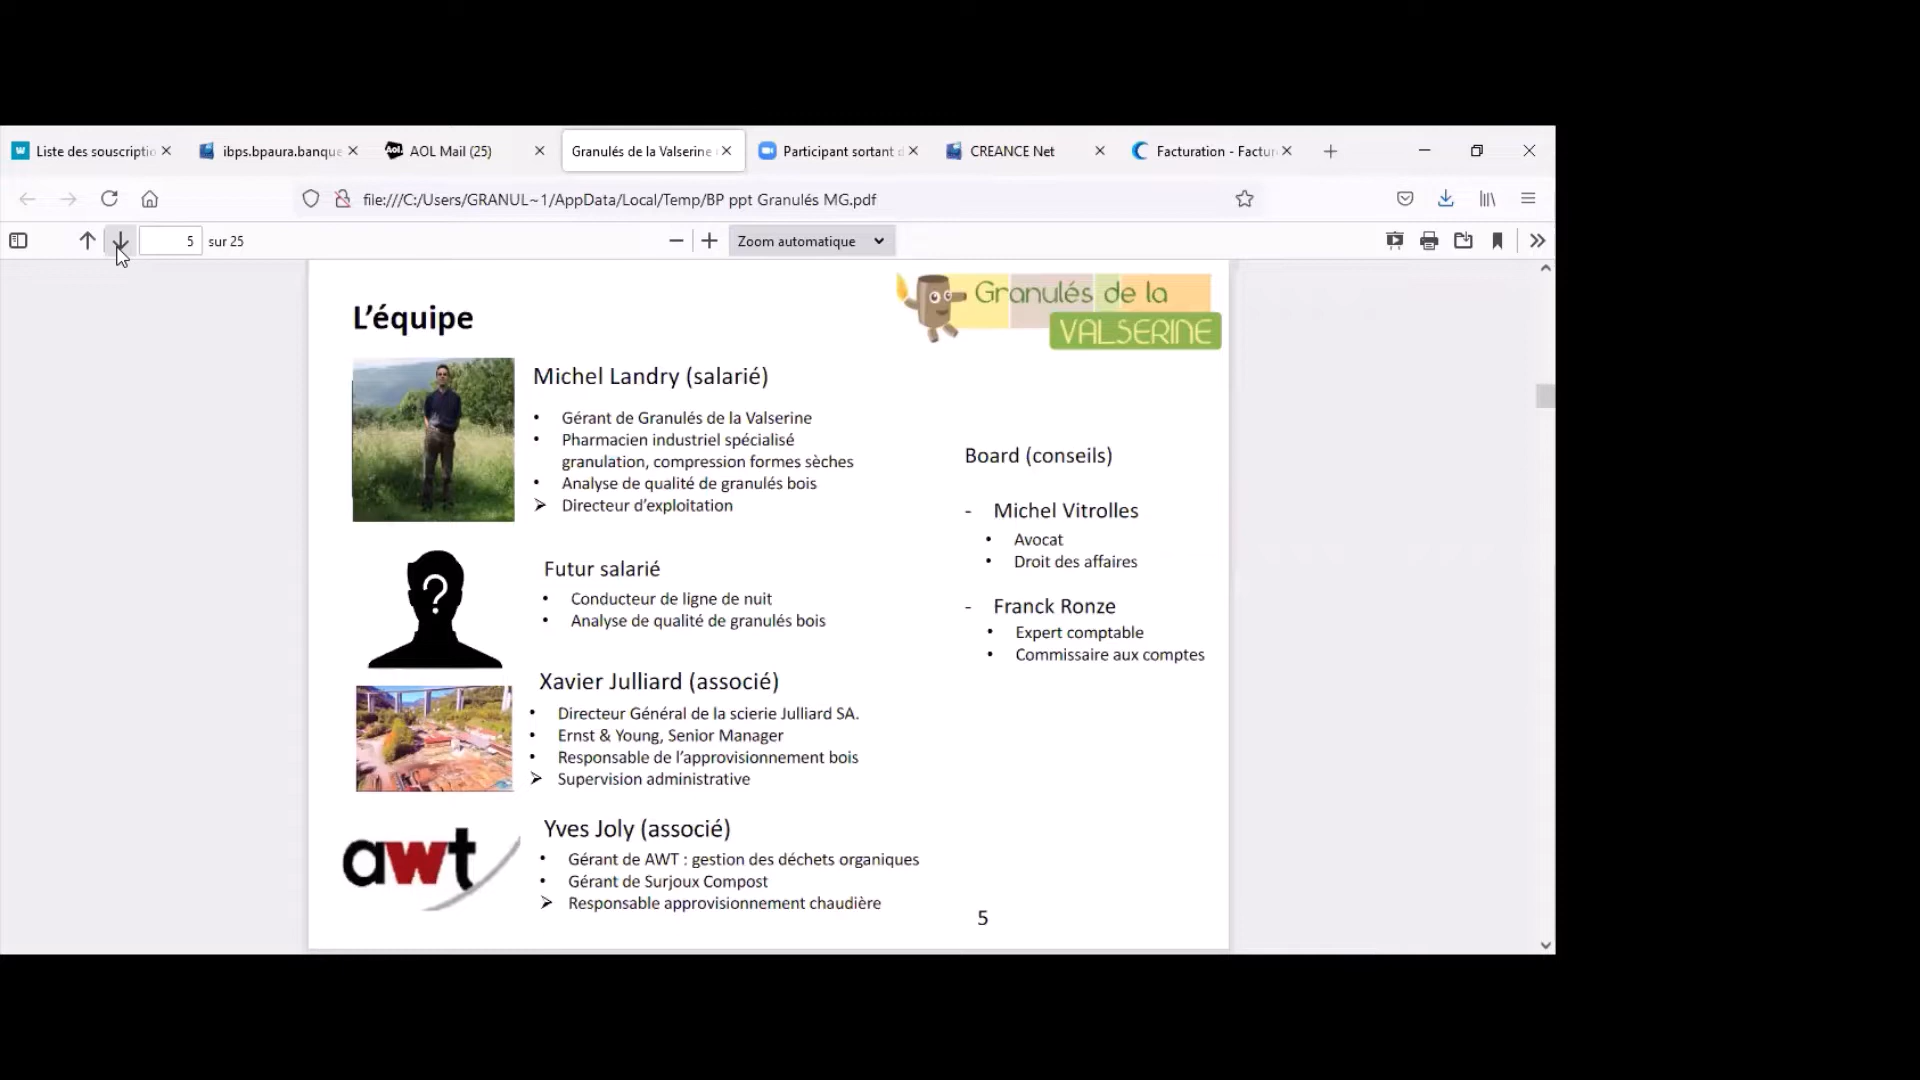 Liste des souscriptio
ibps.bpaura.banque
AOL Mail (25)
Granulés de la Valserine
Participant sortant d
CREANCE Net
Facturation - Factur
file:///C:/Users/GRANUL~1/AppData/Local/Temp/BP ppt Granulés MG.pdf
5 sur 25
Zoom automatique
Granulés de la
VALSERINE
L’équipe
Michel Landry (salarié)
• Gérant de Granulés de la Valserine
• Pharmacien industriel spécialisé
granulation, compression formes sèches
• Analyse de qualité de granulés bois
➢ Directeur d’exploitation
Futur salarié
• Conducteur de ligne de nuit
• Analyse de qualité de granulés bois
Xavier Julliard (associé)
• Directeur Général de la scierie Julliard SA.
• Ernst & Young, Senior Manager
• Responsable de l’approvisionnement bois
➢ Supervision administrative
awt
Yves Joly (associé)
• Gérant de AWT : gestion des déchets organiques
• Gérant de Surjoux Compost
➢ Responsable approvisionnement chaudière
Board (conseils)
- Michel Vitrolles
• Avocat
• Droit des affaires
- Franck Ronze
• Expert comptable
• Commissaire aux comptes
5